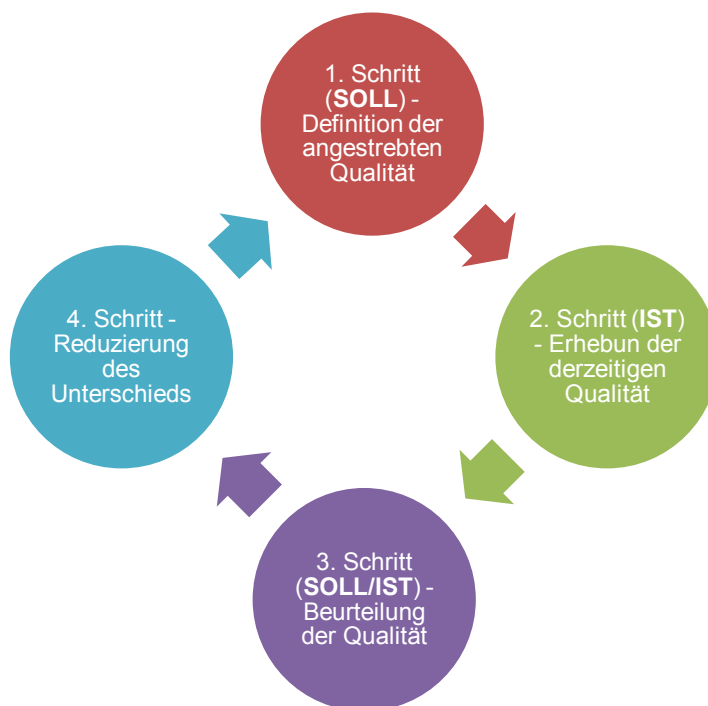 1. Schritt
(SOLL) -
Definition der
angestrebten
Qualität
2. Schritt (IST)
- Erhebun der
derzeitigen
Qualität
3. Schritt
(SOLL/IST) -
Beurteilung
der Qualität
4. Schritt -
Reduzierung
des
Unterschieds